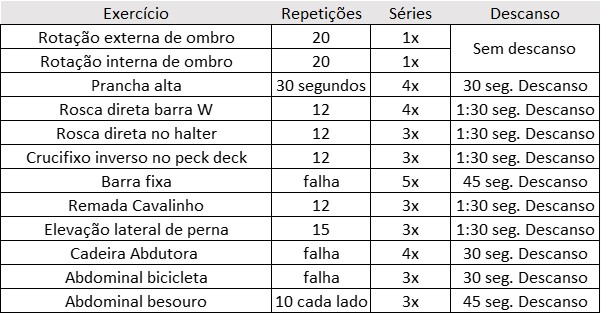 Exercício Repetições Séries Descanso
Rotação externa de ombro 20 1x Sem descanso
Rotação interna de ombro 20 1x
Prancha alta 30 segundos 4x 30 seg. Descanso
Rosca direta barra W 12 4x 1:30 seg. Descanso
Rosca direta no halter 12 3x 1:30 seg. Descanso
Crucifixo inverso no peck deck 12 3x 1:30 seg. Descanso
Barra fixa falha 5x 45 seg. Descanso
Remada Cavalinho 12 3x 1:30 seg. Descanso
Elevação lateral de perna 15 3x 1:30 seg. Descanso
Cadeira Abdutora falha 4x 30 seg. Descanso
Abdominal bicicleta falha 3x 30 seg. Descanso
Abdominal besouro 10 cada lado 3x 45 seg. Descanso